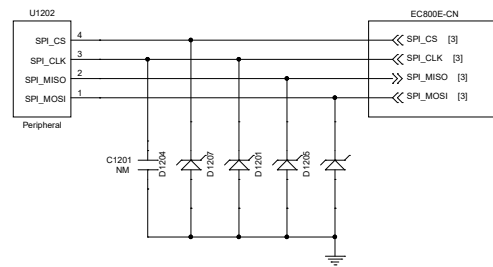 U1202
EC800E-CN
SPI_CS 4 SPI_CS [3]
SPI_CLK 3 SPI_CLK [3]
SPI_MISO 2 SPI_MISO [3]
SPI_MOSI 1 SPI_MOSI [3]
Peripheral
C1201
NM
D1204
D1207
D1201
D1205